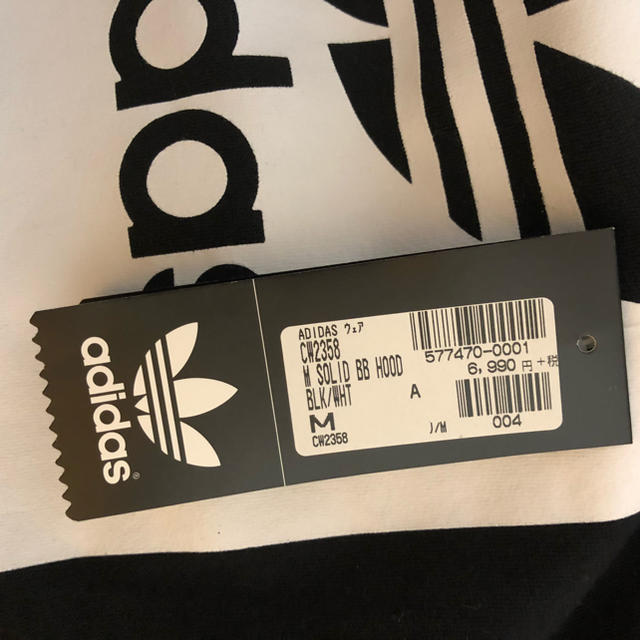 adidas
adidas
®
ADIDAS ウェア
CW2358
M SOLID BB HOOD
BLK/WHT A
M
CW2358
577470-0001
6,990 円 +税
J/M 004